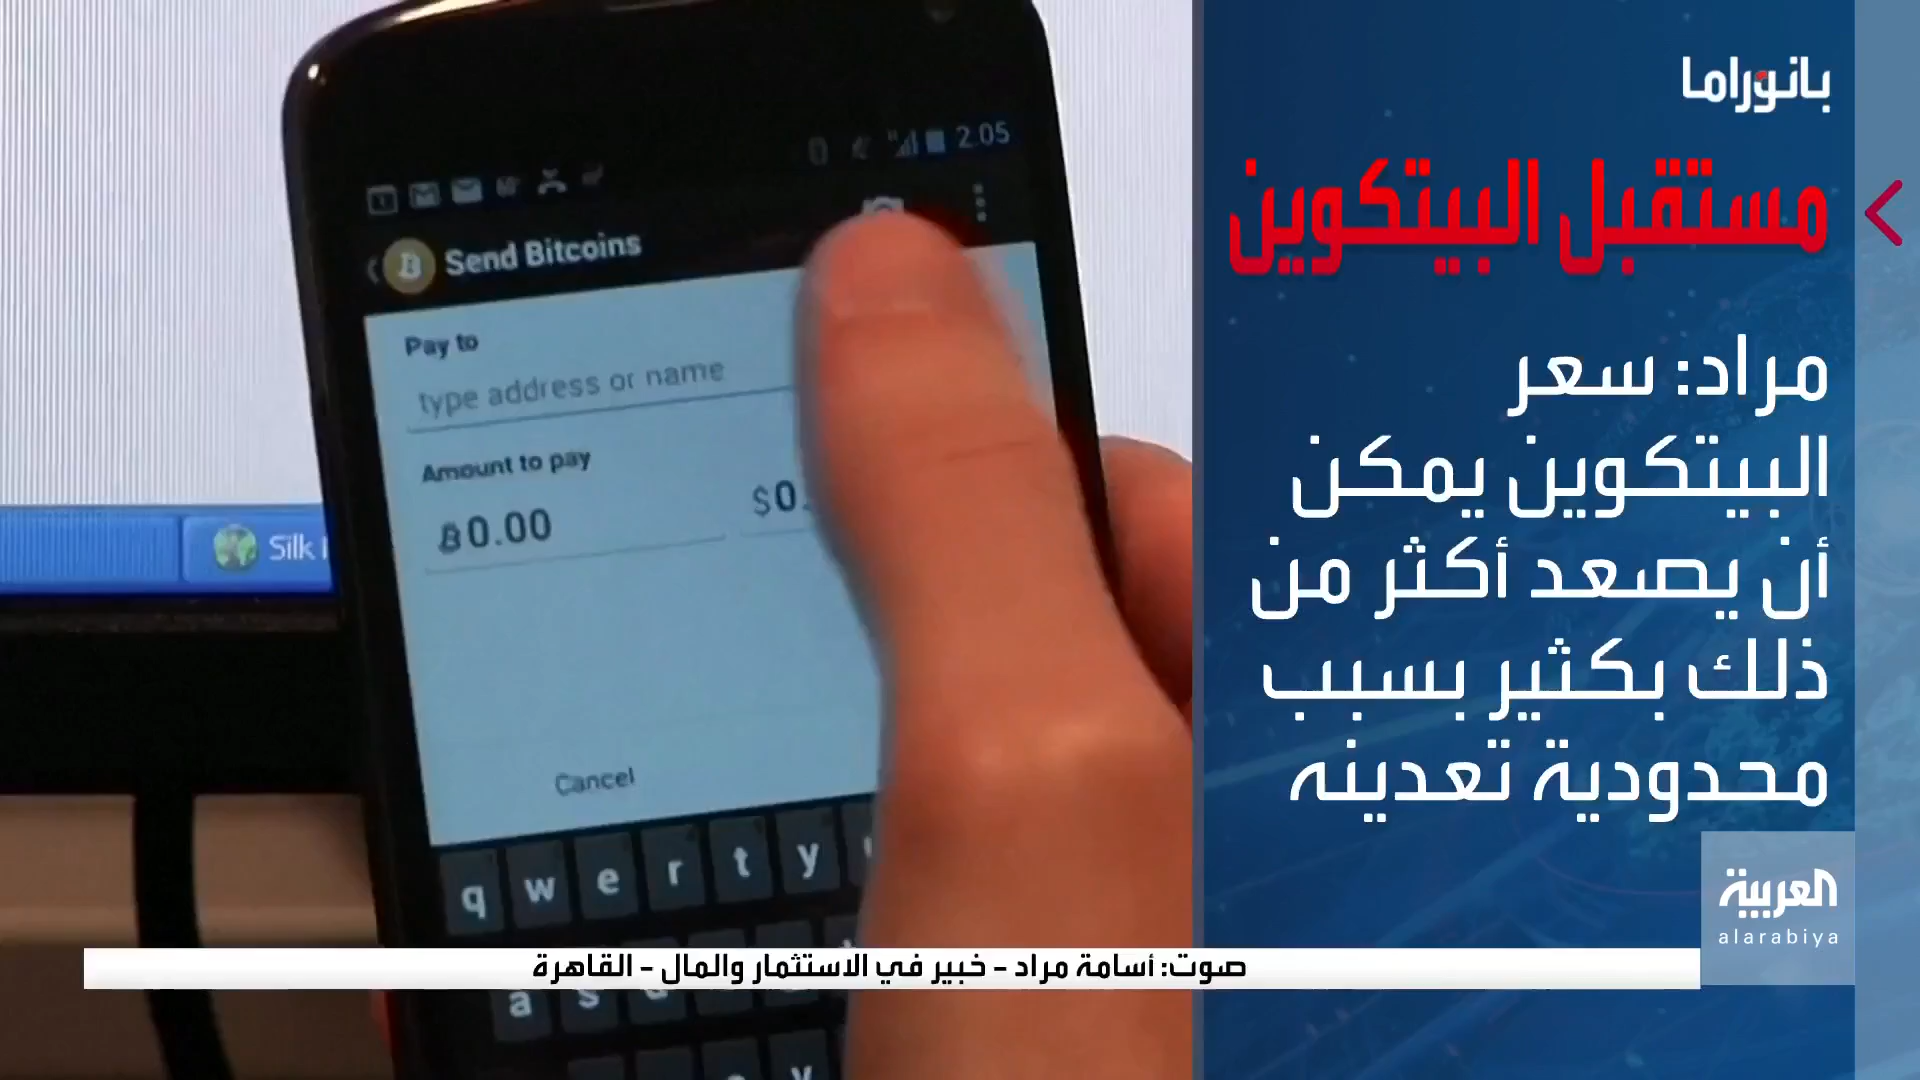 بانوراما
مستقبل البيتكوين
مراد: سعر
البيتكوين يمكن
أن يصعد أكثر من
ذلك بكثير بسبب
محدودية تعدينه
العربية
alarabiya
صوت: أسامة مراد – خبير في الاستثمار والمال – القاهرة
2.05
Send Bitcoins
Pay to
type address or name
Amount to pay
0.00
$0.
Silk
Cancel
q w e r t y
a s